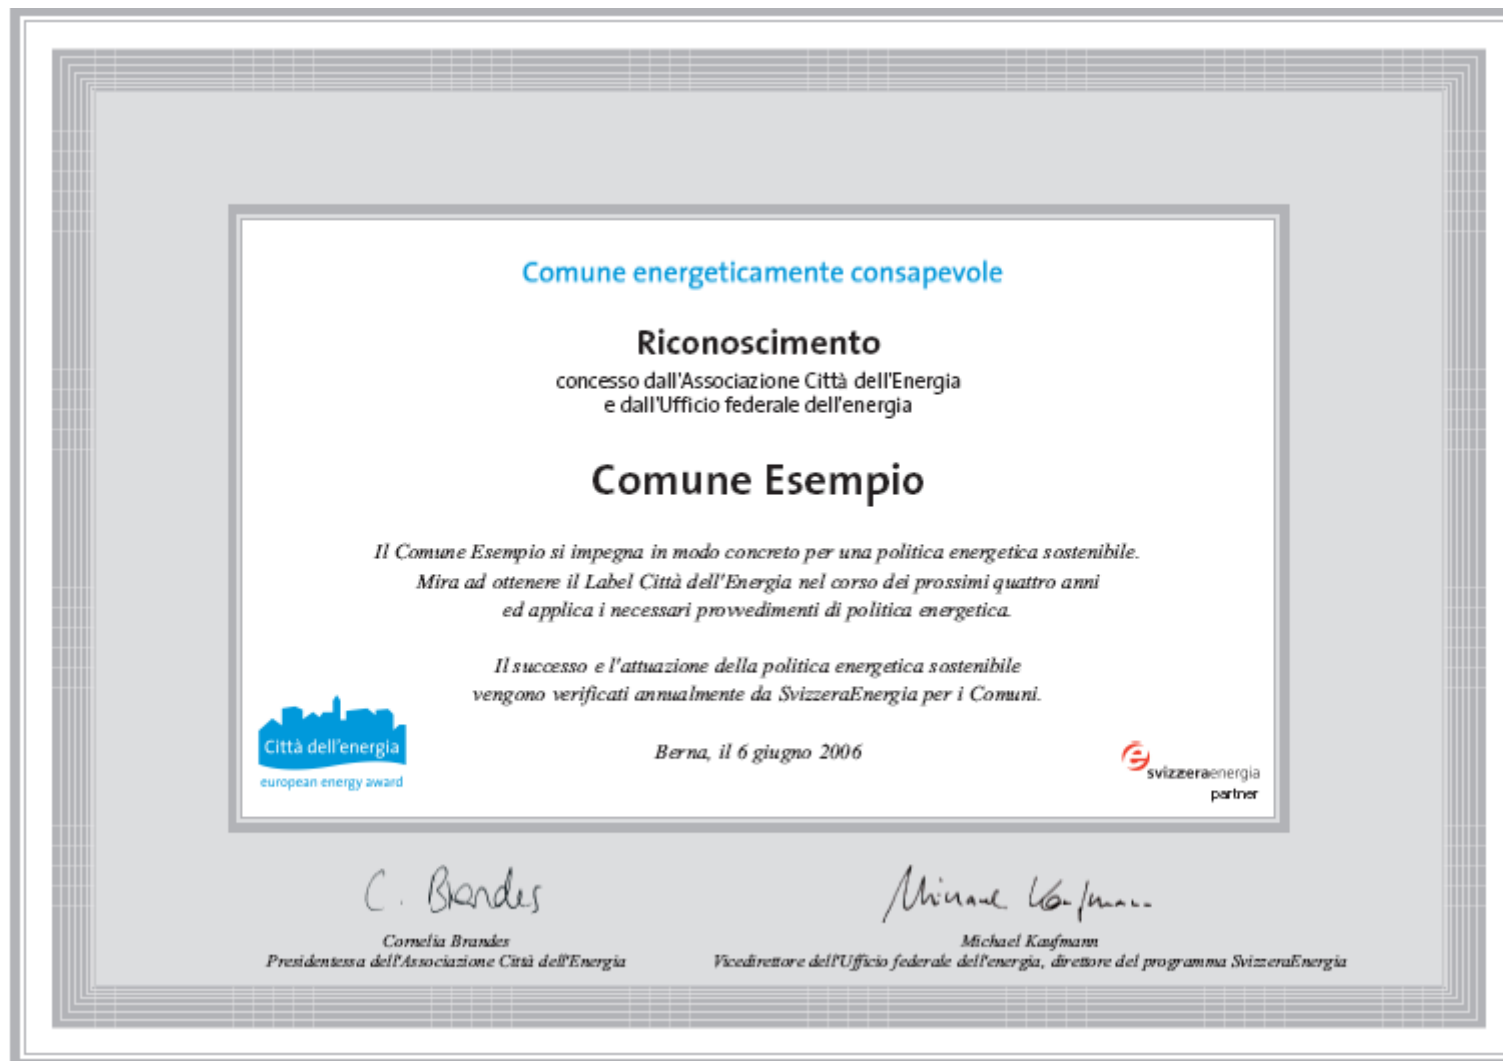 Comune energeticamente consapevole
Riconoscimento
concesso dall'Associazione Città dell'Energia
e dall'Ufficio federale dell'energia
Comune Esempio
Il Comune Esempio si impegna in modo concreto per una politica energetica sostenibile.
Mira ad ottenere il Label Città dell'Energia nel corso dei prossimi quattro anni
ed applica i necessari provvedimenti di politica energetica.
Il successo e l'attuazione della politica energetica sostenibile
vengono verificati annualmente da SvizzeraEnergia per i Comuni.
Città dell'energia
european energy award
Berna, il 6 giugno 2006
svizzeraenergia
partner
C. Brandes
Michael Kaufmann
Cornelia Brandes
Presidentessa dell'Associazione Città dell'Energia
Michael Kaufmann
Vicedirettore dell'Ufficio federale dell'energia, direttore del programma SvizzeraEnergia